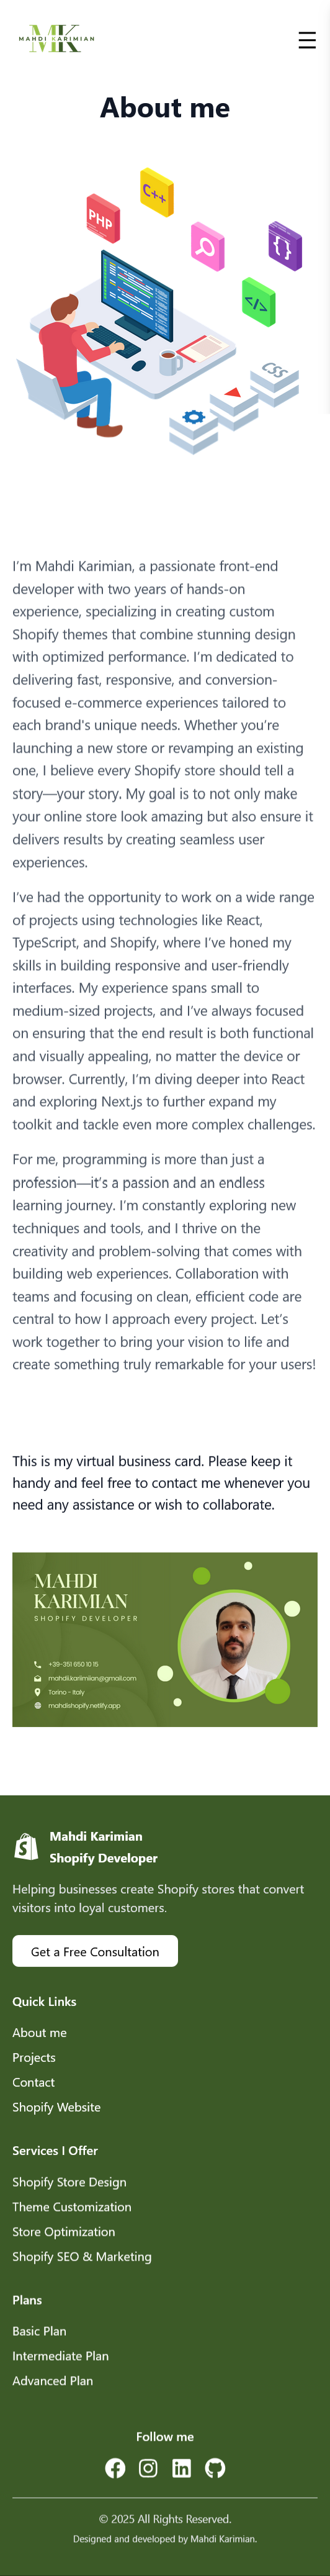 MK
MAHDI KARIMIAN
About me
C++
PHP
{ }
</>
CSS
I'm Mahdi Karimian, a passionate front-end
developer with two years of hands-on
experience, specializing in creating custom
Shopify themes that combine stunning design
with optimized performance. I'm dedicated to
delivering fast, responsive, and conversion-
focused e-commerce experiences tailored to
each brand's unique needs. Whether you're
launching a new store or revamping an existing
one, I believe every Shopify store should tell a
story—your story. My goal is to not only make
your online store look amazing but also ensure it
delivers results by creating seamless user
experiences.
I've had the opportunity to work on a wide range
of projects using technologies like React,
TypeScript, and Shopify, where I've honed my
skills in building responsive and user-friendly
interfaces. My experience spans small to
medium-sized projects, and I've always focused
on ensuring that the end result is both functional
and visually appealing, no matter the device or
browser. Currently, I'm diving deeper into React
and exploring Next.js to further expand my
toolkit and tackle even more complex challenges.
For me, programming is more than just a
profession—it's a passion and an endless
learning journey. I'm constantly exploring new
techniques and tools, and I thrive on the
creativity and problem-solving that comes with
building web experiences. Collaboration with
teams and focusing on clean, efficient code are
central to how I approach every project. Let's
work together to bring your vision to life and
create something truly remarkable for your users!
This is my virtual business card. Please keep it
handy and feel free to contact me whenever you
need any assistance or wish to collaborate.
MAHDI
KARIMIAN
SHOPIFY DEVELOPER
+39-351 650 10 15
mahdii.kariimiian@gmail.com
Torino - Italy
mahdishopify.netlify.app
Mahdi Karimian
Shopify Developer
Helping businesses create Shopify stores that convert
visitors into loyal customers.
Get a Free Consultation
Quick Links
About me
Projects
Contact
Shopify Website
Services I Offer
Shopify Store Design
Theme Customization
Store Optimization
Shopify SEO & Marketing
Plans
Basic Plan
Intermediate Plan
Advanced Plan
Follow me
© 2025 All Rights Reserved.
Designed and developed by Mahdi Karimian.